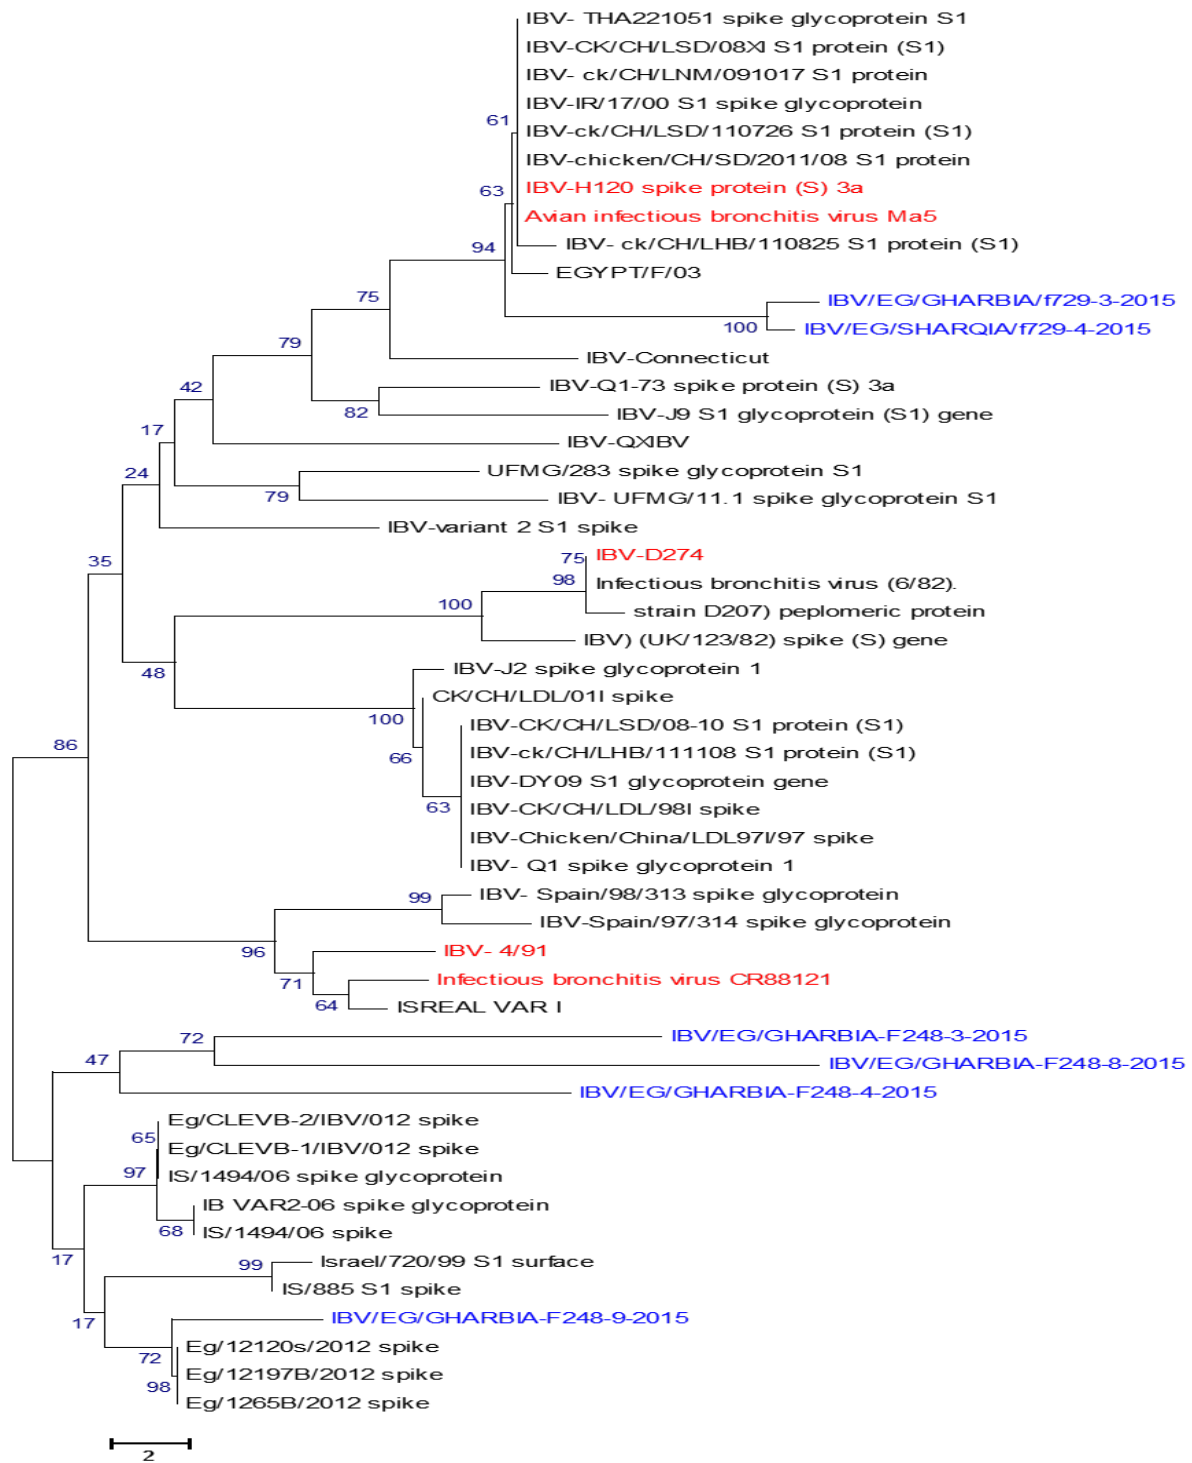 IBV- THA221051 spike glycoprotein S1
IBV-CK/CH/LSD/08XI S1 protein (S1)
IBV- ck/CH/LNM/091017 S1 protein
IBV-IR/17/00 S1 spike glycoprotein
61
IBV-ck/CH/LSD/110726 S1 protein (S1)
IBV-chicken/CH/SD/2011/08 S1 protein
63
IBV-H120 spike protein (S) 3a
Avian infectious bronchitis virus Ma5
94
IBV- ck/CH/LHB/110825 S1 protein (S1)
EGYPT/F/03
75
IBV/EG/GHARBIA/f729-3-2015
100
IBV/EG/SHARQIA/f729-4-2015
79
IBV-Connecticut
42
IBV-Q1-73 spike protein (S) 3a
82
IBV-J9 S1 glycoprotein (S1) gene
17
IBV-QXIBV
24
UFMG/283 spike glycoprotein S1
79
IBV- UFMG/11.1 spike glycoprotein S1
IBV-variant 2 S1 spike
35
75
IBV-D274
98
Infectious bronchitis virus (6/82).
100
strain D207) peplomeric protein
IBV) (UK/123/82) spike (S) gene
48
IBV-J2 spike glycoprotein 1
CK/CH/LDL/01I spike
100
IBV-CK/CH/LSD/08-10 S1 protein (S1)
86
66
IBV-ck/CH/LHB/111108 S1 protein (S1)
IBV-DY09 S1 glycoprotein gene
63
IBV-CK/CH/LDL/98I spike
IBV-Chicken/China/LDL97I/97 spike
IBV- Q1 spike glycoprotein 1
99
IBV- Spain/98/313 spike glycoprotein
IBV-Spain/97/314 spike glycoprotein
96
IBV- 4/91
71
Infectious bronchitis virus CR88121
64
ISREAL VAR I
72
IBV/EG/GHARBIA-F248-3-2015
47
IBV/EG/GHARBIA-F248-8-2015
IBV/EG/GHARBIA-F248-4-2015
Eg/CLEVB-2/IBV/012 spike
65
Eg/CLEVB-1/IBV/012 spike
97
IS/1494/06 spike glycoprotein
IB VAR2-06 spike glycoprotein
68
IS/1494/06 spike
17
99
Israel/720/99 S1 surface
IS/885 S1 spike
17
IBV/EG/GHARBIA-F248-9-2015
72
Eg/12120s/2012 spike
Eg/12197B/2012 spike
98
Eg/1265B/2012 spike
2